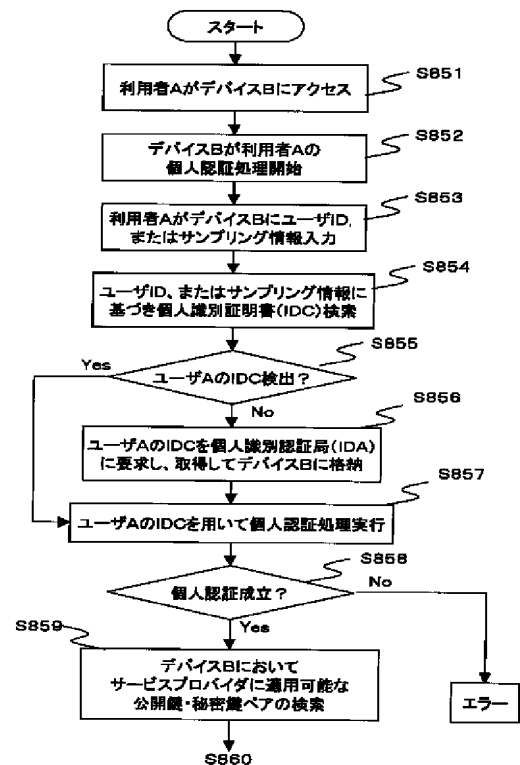 スタート
S851
利用者AがデバイスBにアクセス
S852
デバイスBが利用者Aの
個人認証処理開始
S853
利用者AがデバイスBにユーザID,
またはサンプリング情報入力
S854
ユーザID、またはサンプリング情報に
基づき個人識別証明書(IDC)検索
S855
Yes
ユーザAのIDC検出?
No
S856
ユーザAのIDCを個人識別認証局(IDA)
に要求し、取得してデバイスBに格納
S857
ユーザAのIDCを用いて個人認証処理実行
S858
個人認証成立?
No
Yes
S859
デバイスBにおいて
サービスプロバイダに適用可能な
公開鍵・秘密鍵ペアの検索
エラー
S860